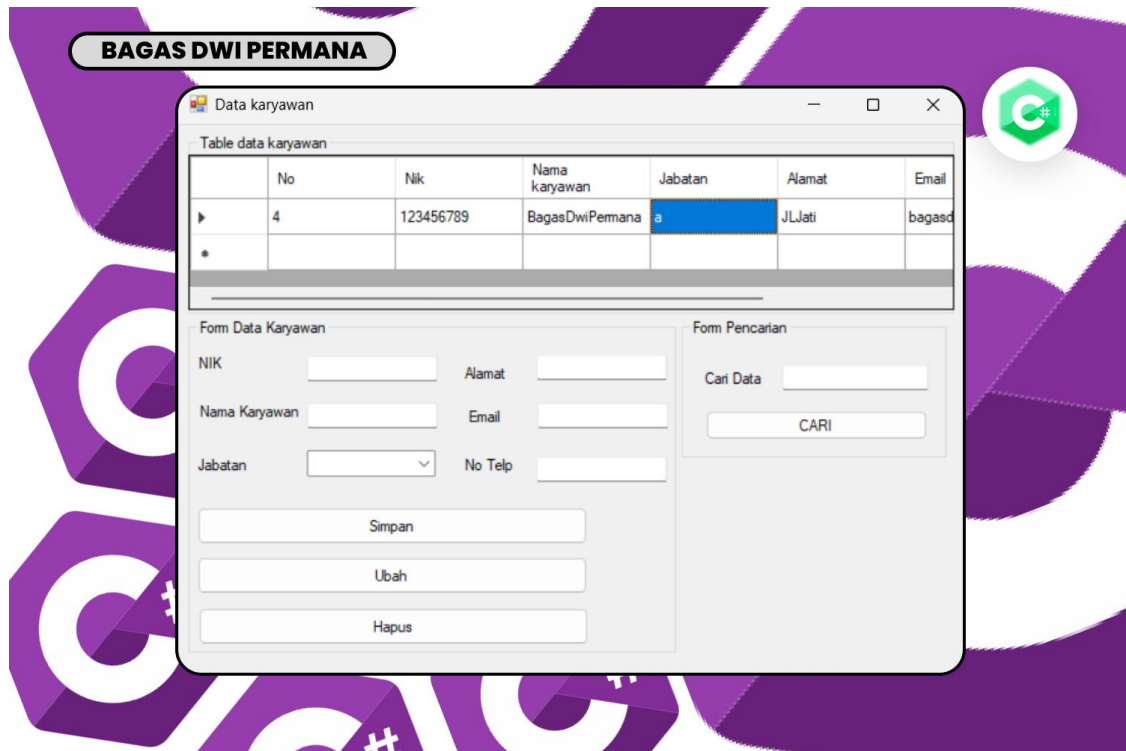 BAGAS DWI PERMANA
Data karyawan
C#
Table data karyawan
No Nik Nama karyawan Jabatan Alamat Email
4 123456789 BagasDwiPermana a JLJati bagasd
Form Data Karyawan
NIK
Alamat
Nama Karyawan
Email
Jabatan
No Telp
Simpan
Ubah
Hapus
Form Pencarian
Cari Data
CARI